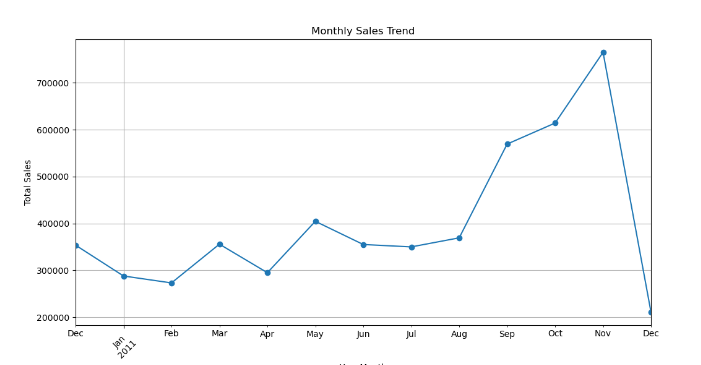 Monthly Sales Trend
Total Sales
700000
600000
500000
400000
300000
200000
Dec
Jan
2011
Feb
Mar
Apr
May
Jun
Jul
Aug
Sep
Oct
Nov
Dec